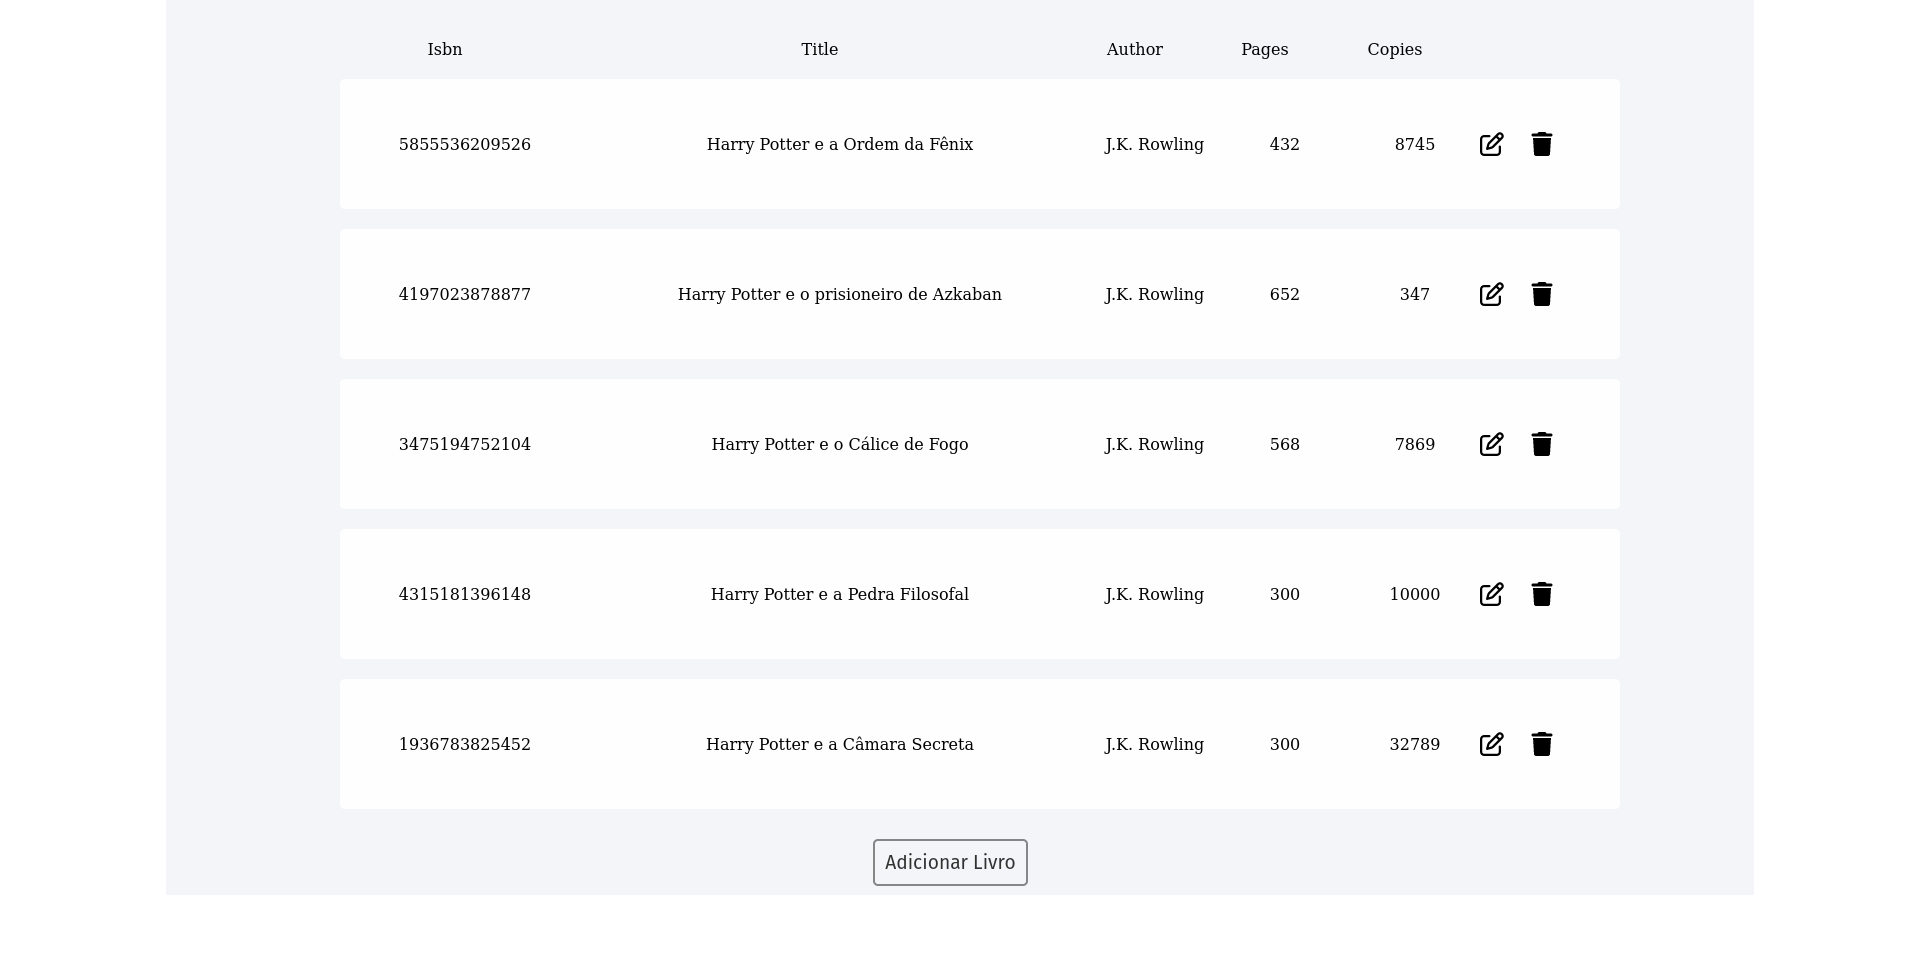 Isbn Title Author Pages Copies
5855536209526 Harry Potter e a Ordem da Fênix J.K. Rowling 432 8745
4197023878877 Harry Potter e o prisioneiro de Azkaban J.K. Rowling 652 347
3475194752104 Harry Potter e o Cálice de Fogo J.K. Rowling 568 7869
4315181396148 Harry Potter e a Pedra Filosofal J.K. Rowling 300 10000
1936783825452 Harry Potter e a Câmara Secreta J.K. Rowling 300 32789
Adicionar Livro